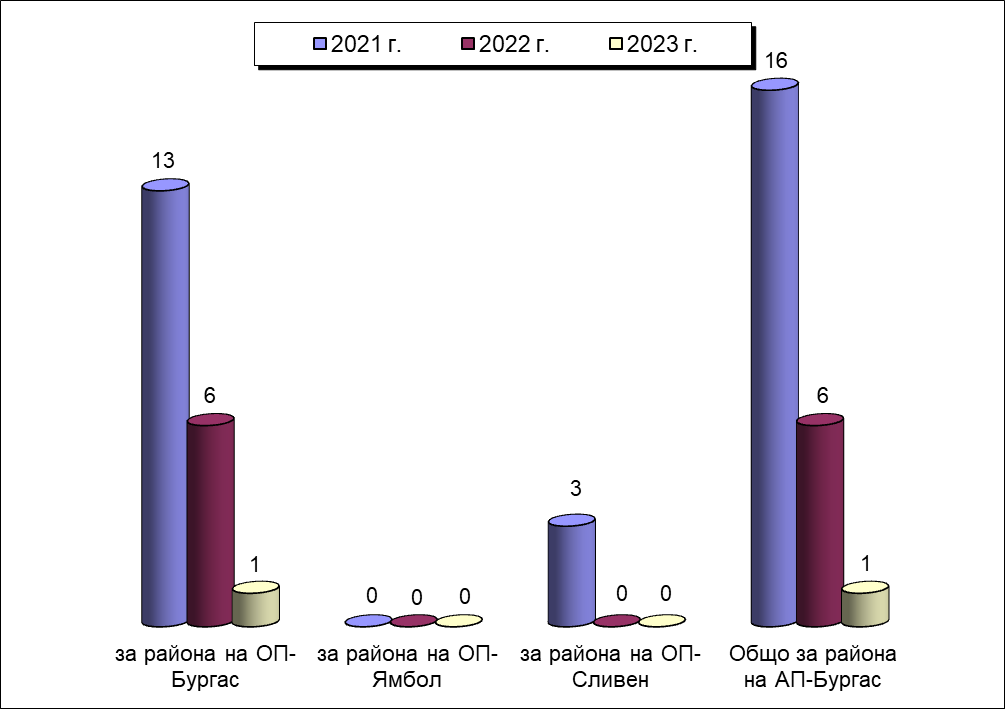 2021 г. 2022 г. 2023 г.
16
13
6 6
3
1 0 0 0 0 0 1
за района на ОП-Бургас
за района на ОП-Ямбол
за района на ОП-Сливен
Общо за района на АП-Бургас